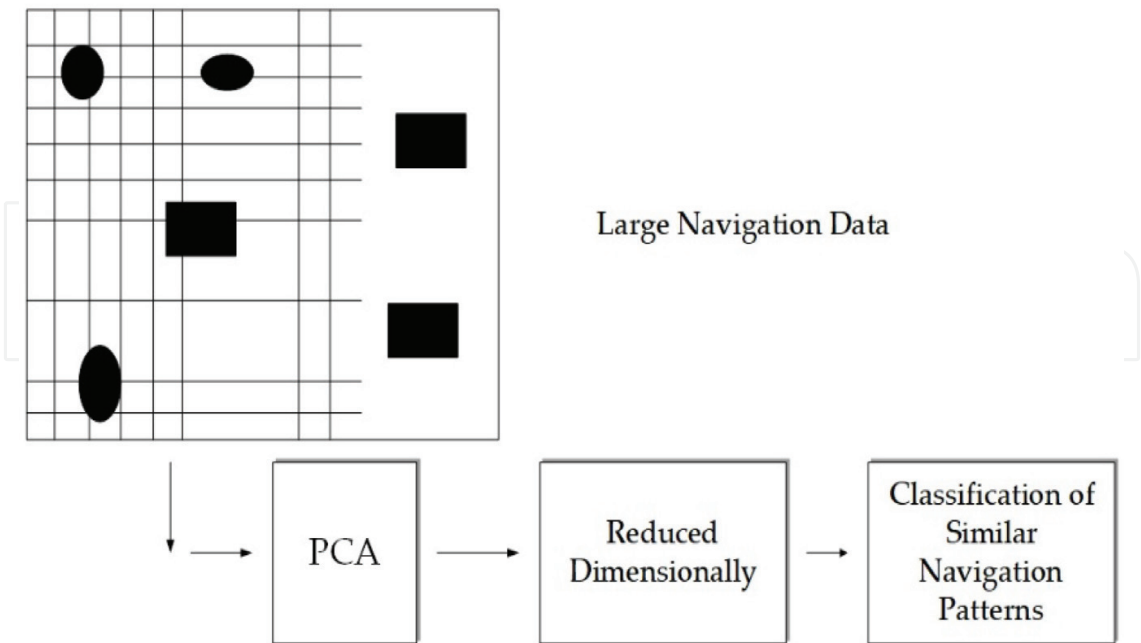 Large Navigation Data
PCA
Reduced
Dimensionally
Classification of
Similar
Navigation
Patterns